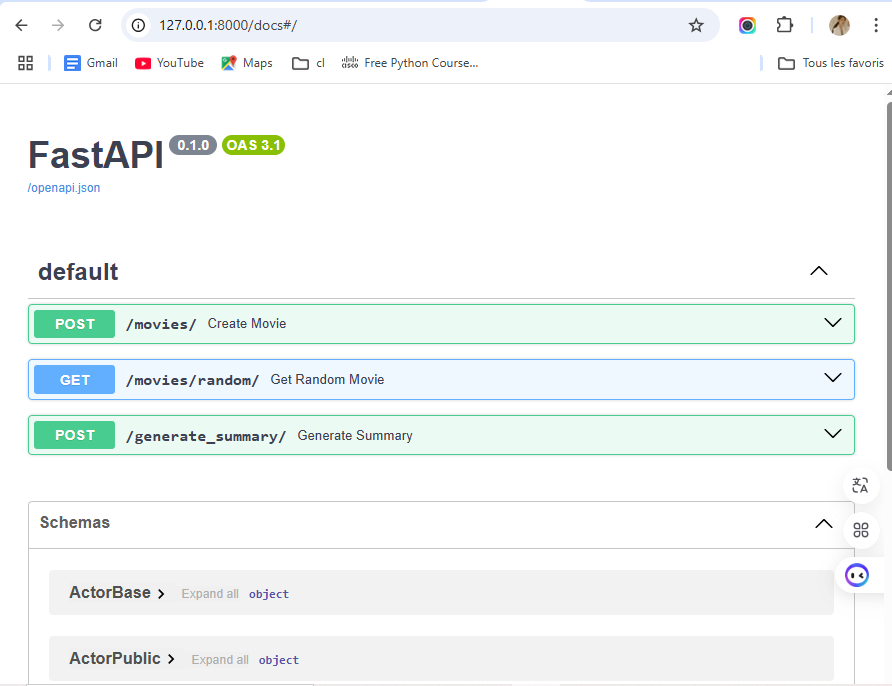 127.0.0.1:8000/docs#/
Gmail YouTube Maps cl Free Python Course... Tous les favoris
FastAPI 0.1.0 OAS 3.1
/openapi.json
default
POST /movies/ Create Movie
GET /movies/random/ Get Random Movie
POST /generate_summary/ Generate Summary
Schemas
ActorBase Expand all object
ActorPublic Expand all object